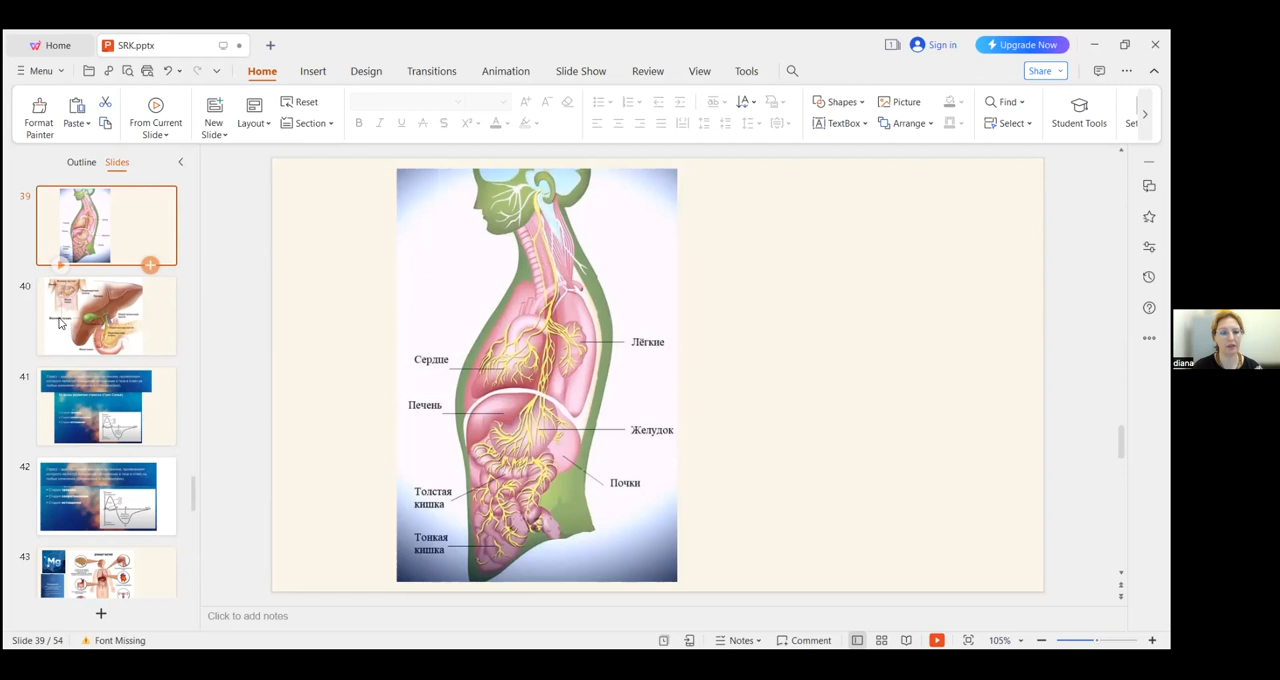 Home
SRK.pptx
Sign in
Upgrade Now
Menu
Home
Insert
Design
Transitions
Animation
Slide Show
Review
View
Tools
Share
Format
Painter
Paste
From Current
Slide
New
Slide
Layout
Reset
Section
B I U A S X² A
Shapes
Picture
TextBox
Arrange
Find
Select
Student Tools
Set
Outline
Slides
39
40
41
42
43
Mg
Сердце
Лёгкие
Печень
Желудок
Почки
Толстая
кишка
Тонкая
кишка
diana
Click to add notes
Slide 39 / 54
Font Missing
Notes
Comment
105%